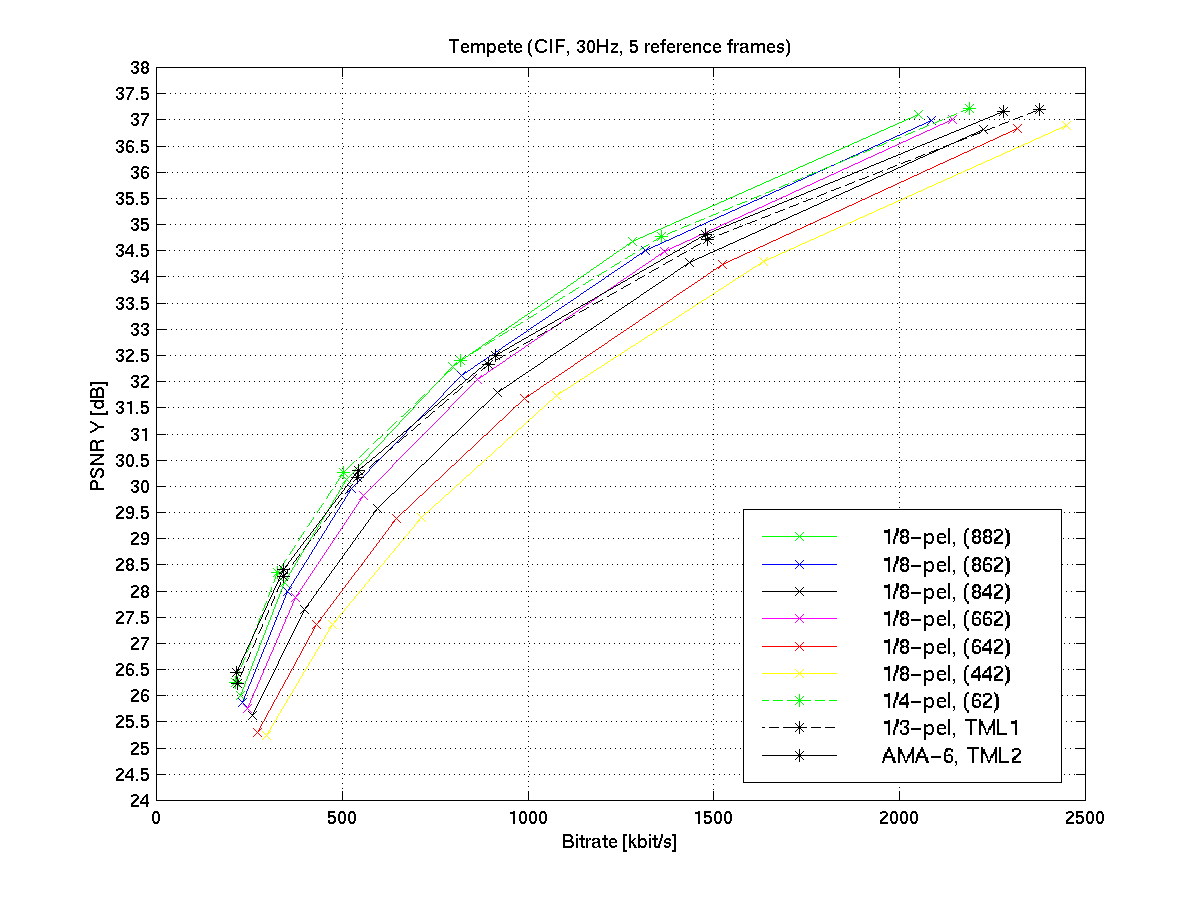 Tempete (CIF, 30Hz, 5 reference frames)
38
37.5
37
36.5
36
35.5
35
34.5
34
33.5
33
32.5
32
31.5
31
30.5
30
29.5
29
28.5
28
27.5
27
26.5
26
25.5
25
24.5
24
PSNR Y [dB]
1/8-pel, (882)
1/8-pel, (862)
1/8-pel, (842)
1/8-pel, (662)
1/8-pel, (642)
1/8-pel, (442)
1/4-pel, (62)
1/3-pel, TML1
AMA-6, TML2
0 500 1000 1500 2000 2500
Bitrate [kbit/s]